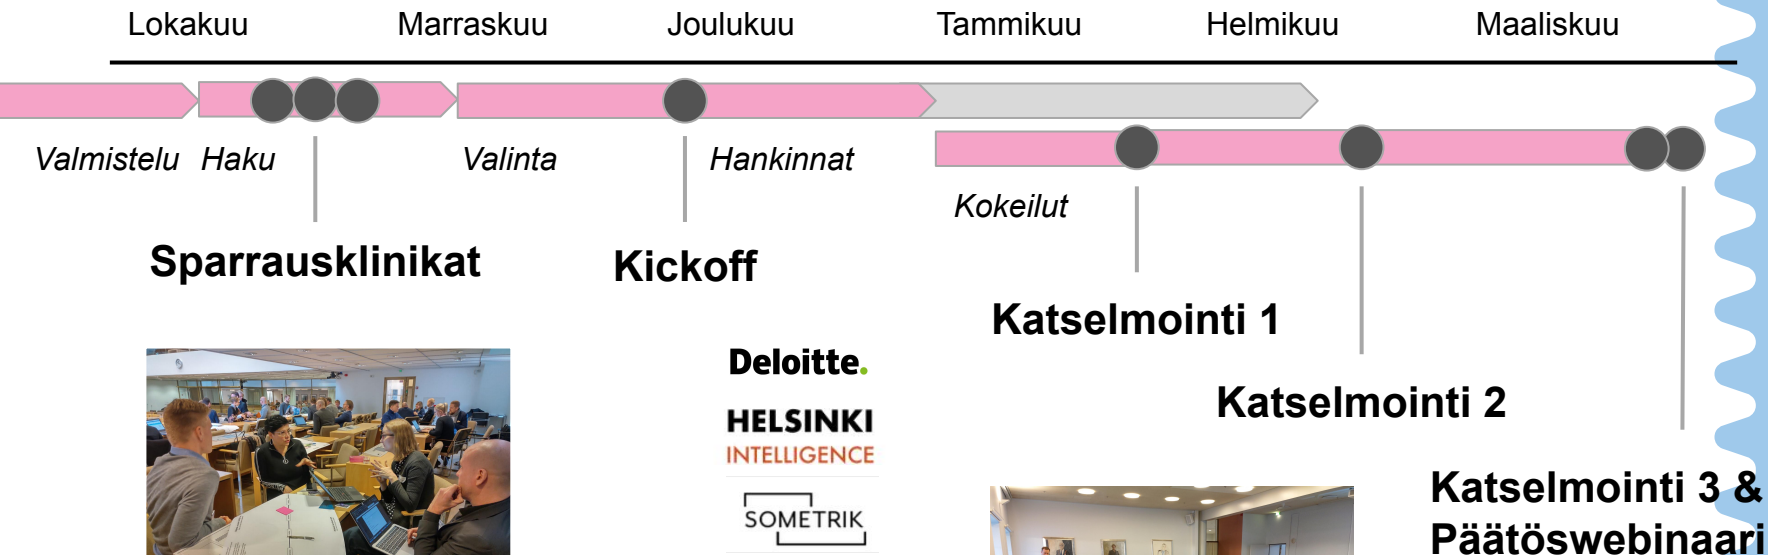 Lokakuu Marraskuu Joulukuu Tammikuu Helmikuu Maaliskuu
Valmistelu Haku Valinta Hankinnat
Kokeilut
Sparrausklinikat Kickoff
Katselmointi 1
Katselmointi 2
Katselmointi 3 &
Päätöswebinaari
Deloitte.
HELSINKI
INTELLIGENCE
SOMETRIK